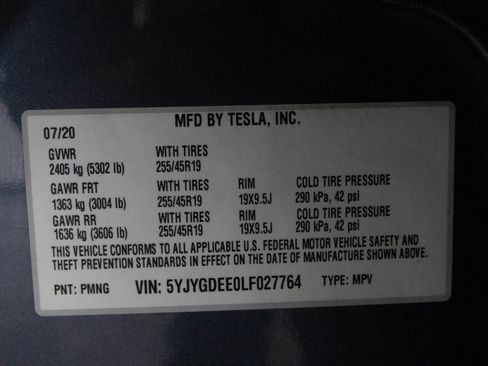 MFD BY TESLA, INC.
07/20
GVWR WITH TIRES
2405 kg (5302 lb) 255/45R19
GAWR FRT WITH TIRES RIM COLD TIRE PRESSURE
1363 kg (3004 lb) 255/45R19 19X9.5J 290 kPa, 42 psi
GAWR RR WITH TIRES RIM COLD TIRE PRESSURE
1636 kg (3606 lb) 255/45R19 19X9.5J 290 kPa, 42 psi
THIS VEHICLE CONFORMS TO ALL APPLICABLE U.S. FEDERAL MOTOR VEHICLE SAFETY AND
THEFT PREVENTION STANDARDS IN EFFECT ON THE DATE OF MANUFACTURE SHOWN ABOVE.
PNT: PMNG VIN: 5YJYGDEE0LF027764 TYPE: MPV